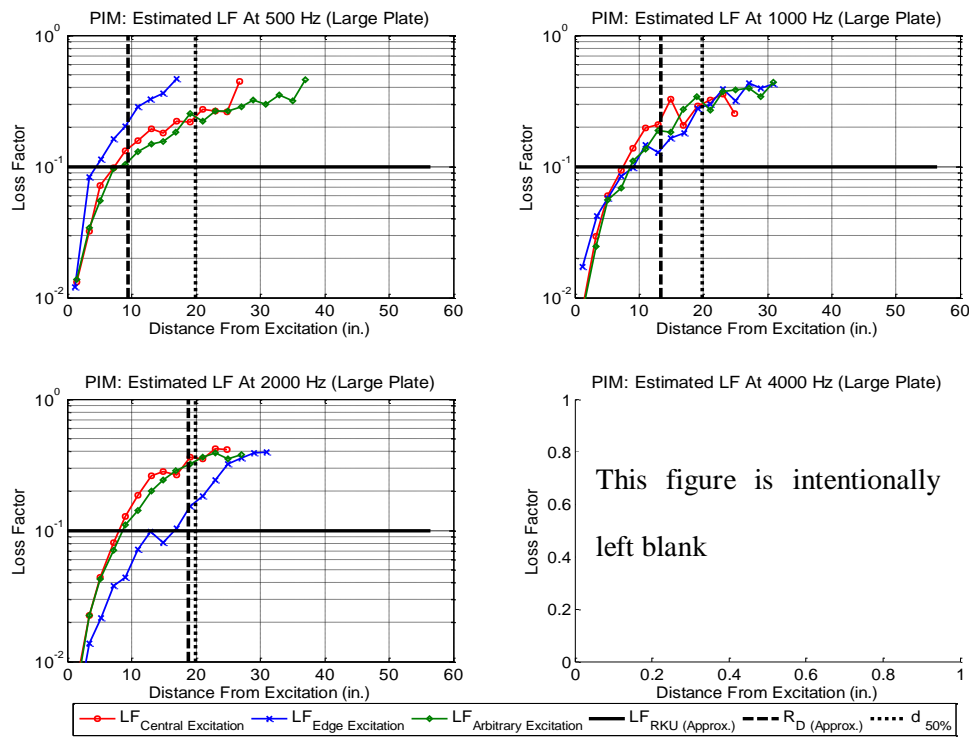 PIM: Estimated LF At 500 Hz (Large Plate)
10^0
10^-1
10^-2
Loss Factor
0 10 20 30 40 50 60
Distance From Excitation (in.)
PIM: Estimated LF At 1000 Hz (Large Plate)
10^0
10^-1
10^-2
Loss Factor
0 10 20 30 40 50 60
Distance From Excitation (in.)
PIM: Estimated LF At 2000 Hz (Large Plate)
10^0
10^-1
10^-2
Loss Factor
0 10 20 30 40 50 60
Distance From Excitation (in.)
PIM: Estimated LF At 4000 Hz (Large Plate)
1
0.8
0.6
0.4
0.2
0
Loss Factor
This figure is intentionally
left blank
0 0.2 0.4 0.6 0.8 1
Distance From Excitation (in.)
LF Central Excitation LF Edge Excitation LF Arbitrary Excitation LF RKU (Approx.) R D (Approx.) d 50%